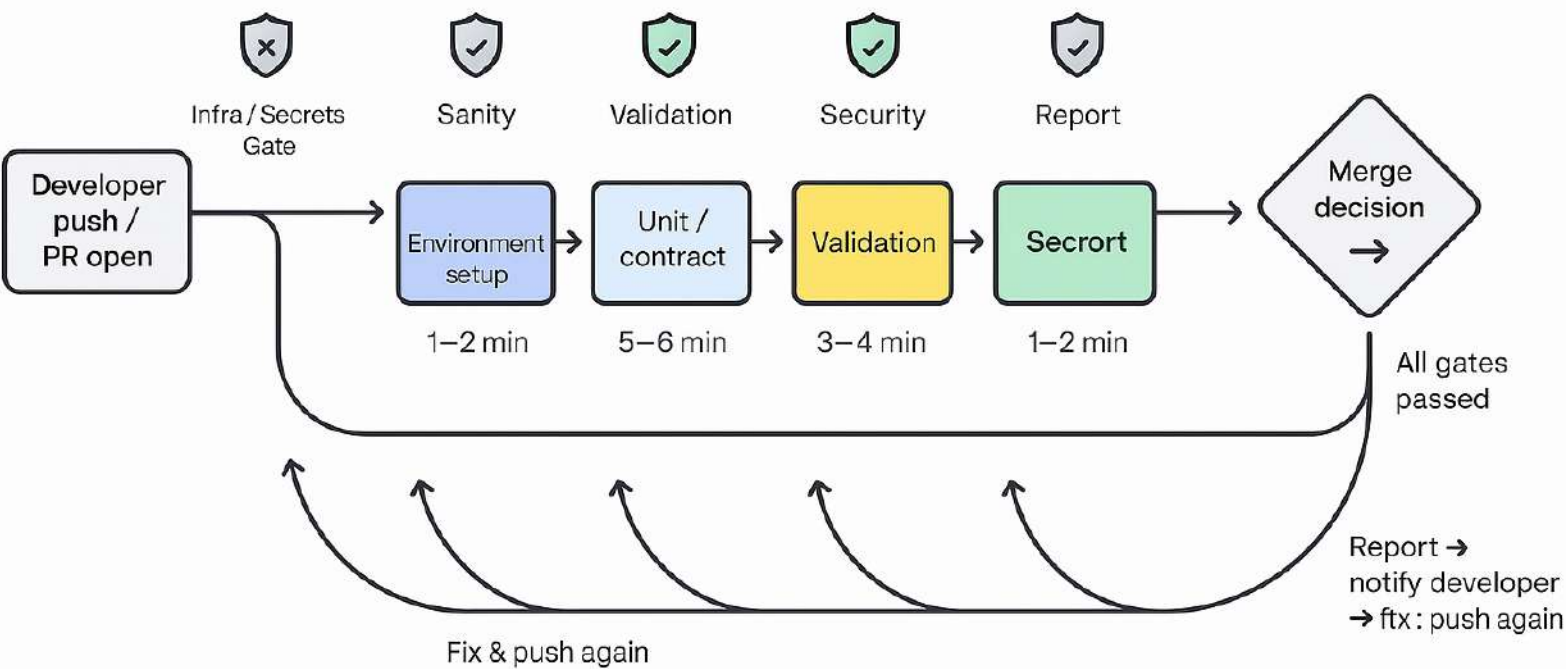 Infra / Secrets
Gate
Sanity
Validation
Security
Report
Developer
push /
PR open
Environment
setup
Unit /
contract
Validation
Secrort
Merge
decision
→
1–2 min
5–6 min
3–4 min
1–2 min
All gates
passed
Report →
notify developer
→ ftx : push again
Fix & push again